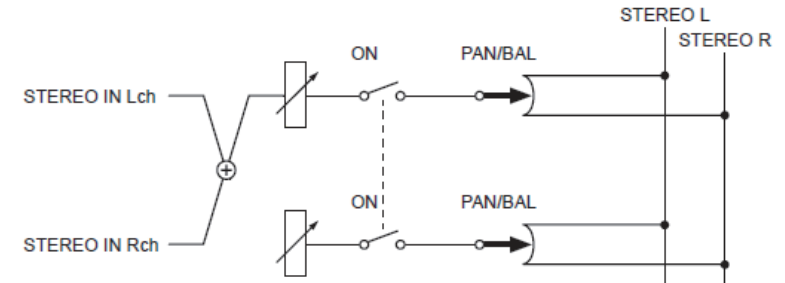 STEREO L
STEREO R
ON PAN/BAL
STEREO IN Lch
ON PAN/BAL
STEREO IN Rch